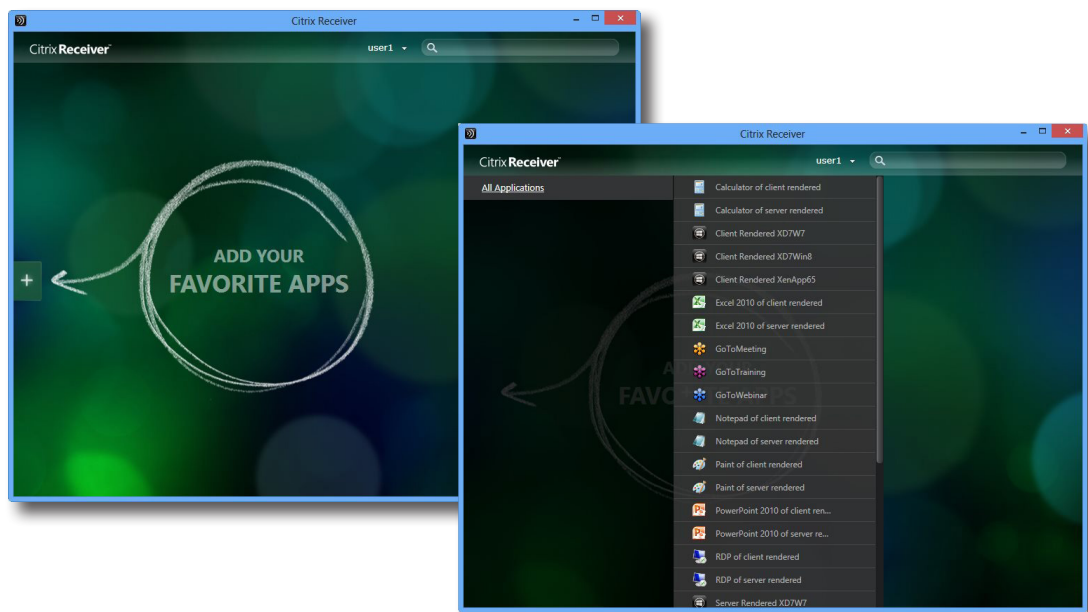 Citrix Receiver
Citrix Receiver
user1
ADD YOUR
FAVORITE APPS
Citrix Receiver
Citrix Receiver
user1
All Applications
Calculator of client rendered
Calculator of server rendered
Client Rendered XD7W7
Client Rendered XD7Win8
Client Rendered XenApp65
Excel 2010 of client rendered
Excel 2010 of server rendered
GoToMeeting
GoToTraining
GoToWebinar
Notepad of client rendered
Notepad of server rendered
Paint of client rendered
Paint of server rendered
PowerPoint 2010 of client ren...
PowerPoint 2010 of server re...
RDP of client rendered
RDP of server rendered
Server Rendered XD7W7